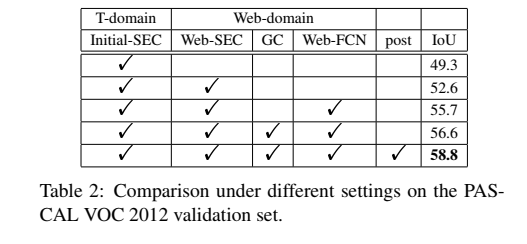 T-domain Web-domain
Initial-SEC Web-SEC GC Web-FCN post IoU
✓ 49.3
✓ ✓ 52.6
✓ ✓ ✓ 55.7
✓ ✓ ✓ ✓ 56.6
✓ ✓ ✓ ✓ ✓ 58.8
Table 2: Comparison under different settings on the PAS-
CAL VOC 2012 validation set.